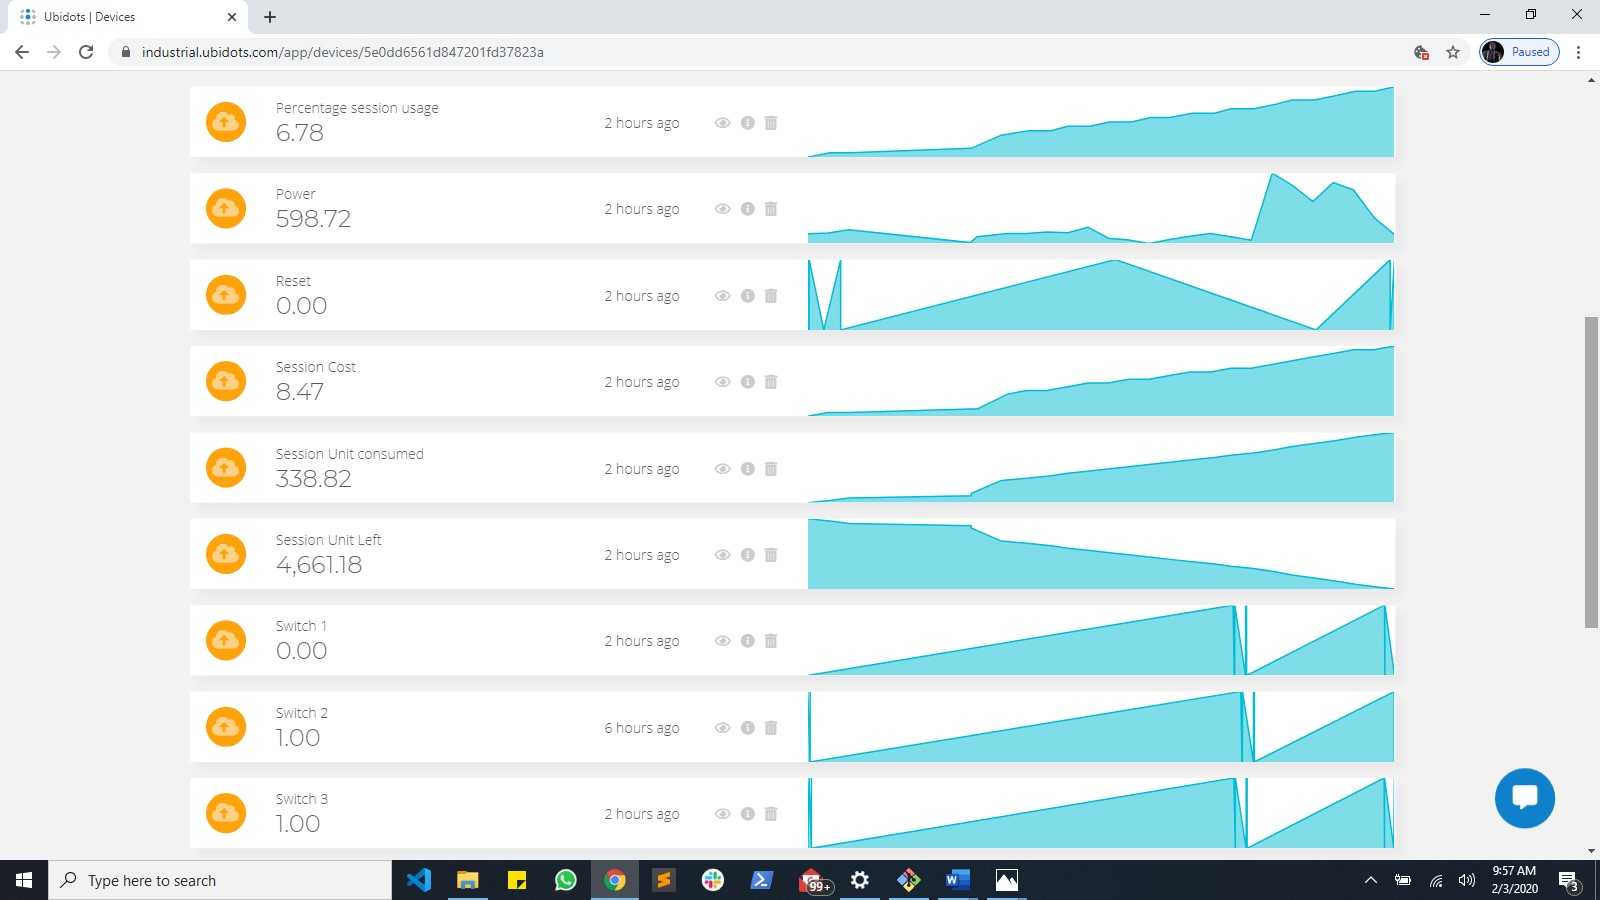 Ubidots | Devices
industrial.ubidots.com/app/devices/5e0dd6561d847201fd37823a
Paused
Percentage session usage
6.78
2 hours ago
Power
598.72
2 hours ago
Reset
0.00
2 hours ago
Session Cost
8.47
2 hours ago
Session Unit consumed
338.82
2 hours ago
Session Unit Left
4,661.18
2 hours ago
Switch 1
0.00
2 hours ago
Switch 2
1.00
6 hours ago
Switch 3
1.00
2 hours ago
Type here to search
99+
9:57 AM
2/3/2020
3